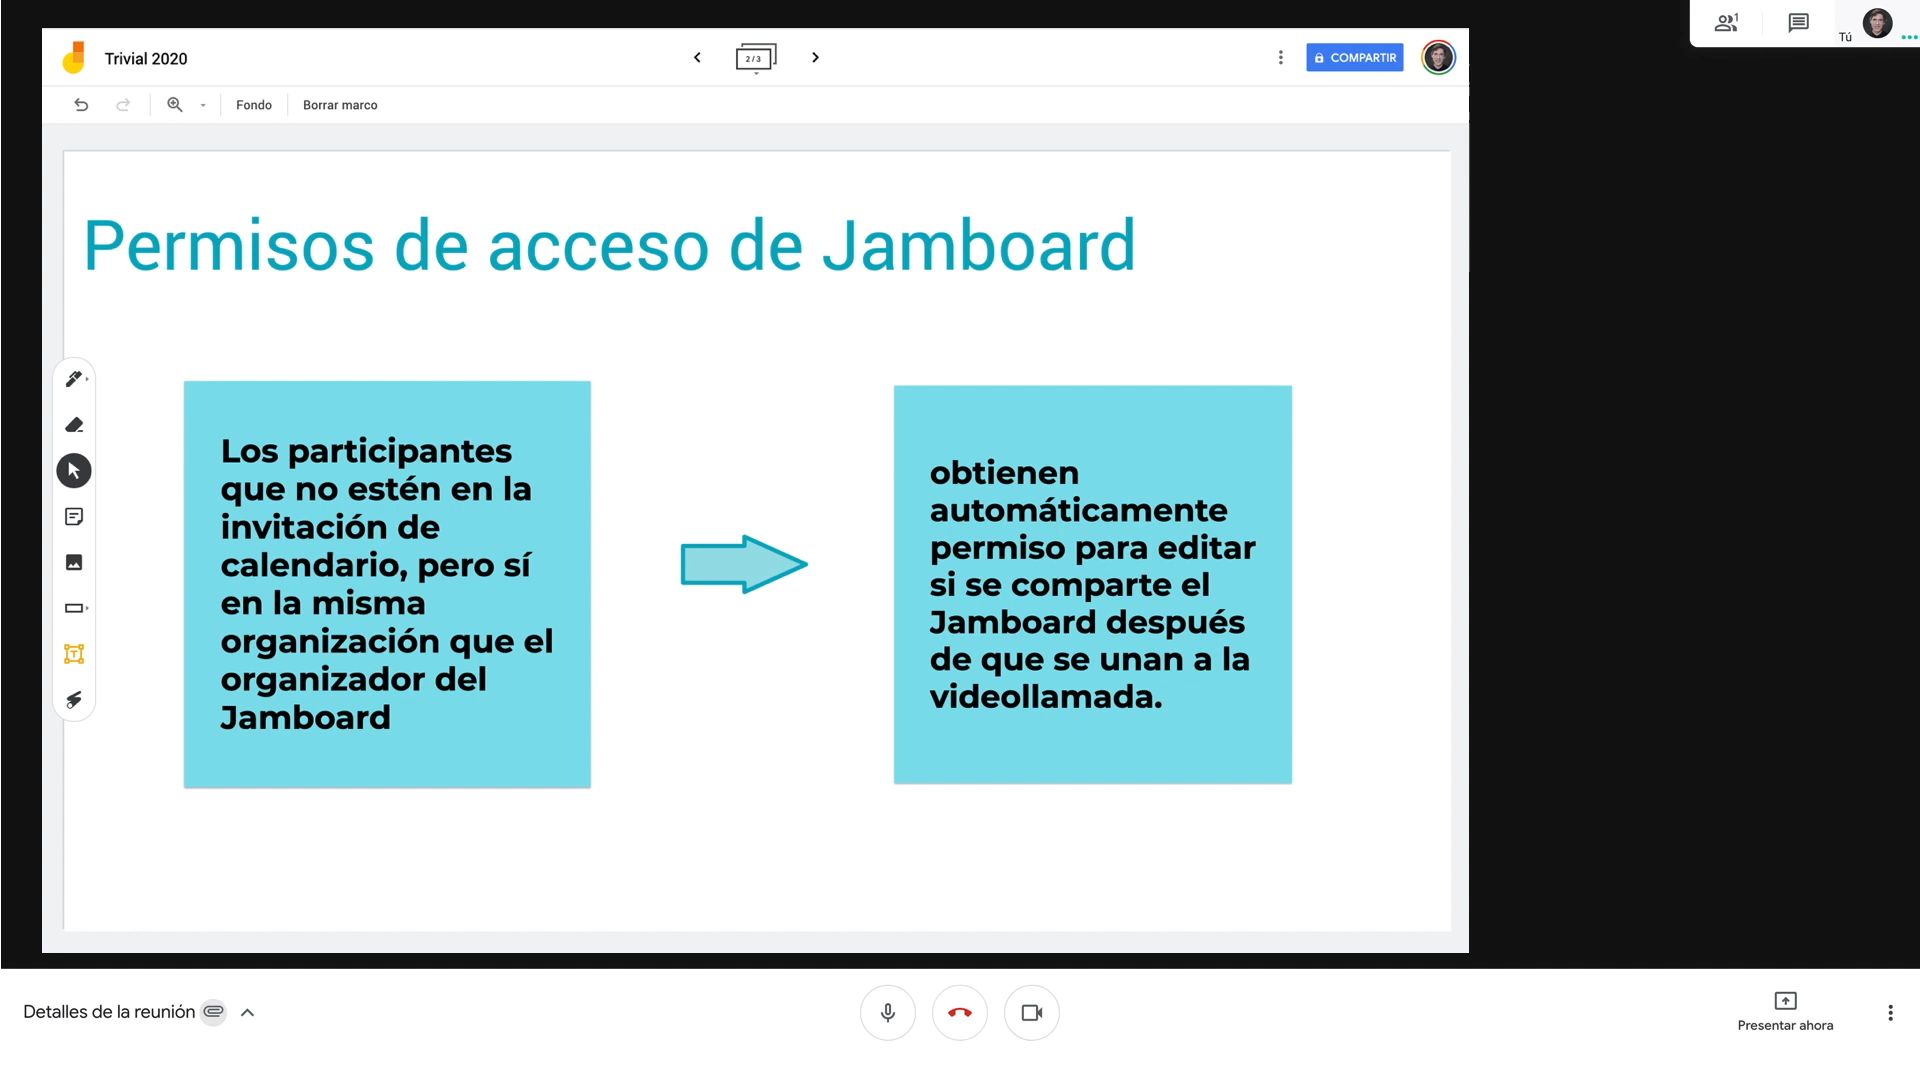 Trivial 2020
2/3
COMPARTIR
1
Tú
Fondo
Borrar marco
Permisos de acceso de Jamboard
Los participantes
que no estén en la
invitación de
calendario, pero sí
en la misma
organización que el
organizador del
Jamboard
obtienen
automáticamente
permiso para editar
si se comparte el
Jamboard después
de que se unan a la
videollamada.
T
Detalles de la reunión
Presentar ahora